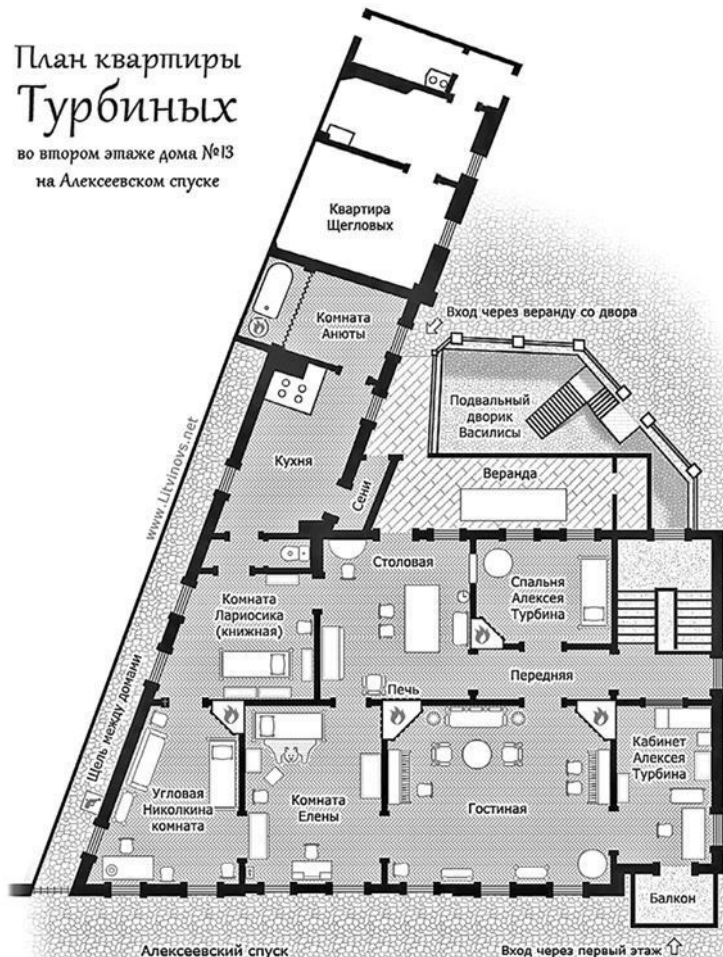 План квартиры
Турбиных
во втором этаже дома №13
на Алексеевском спуске
Квартира
Щегловых
Комната
Анюты
Вход через веранду со двора
Подвальный
дворик
Василисы
www.Litvinovs.net
Кухня
Сени
Веранда
Столовая
Спальня
Алексея
Турбина
Комната
Лариосика
(книжная)
Печь
Передняя
Щель между домами
Угловая
Николкина
комната
Комната
Елены
Гостиная
Кабинет
Алексея
Турбина
Балкон
Алексеевский спуск
Вход через первый этаж